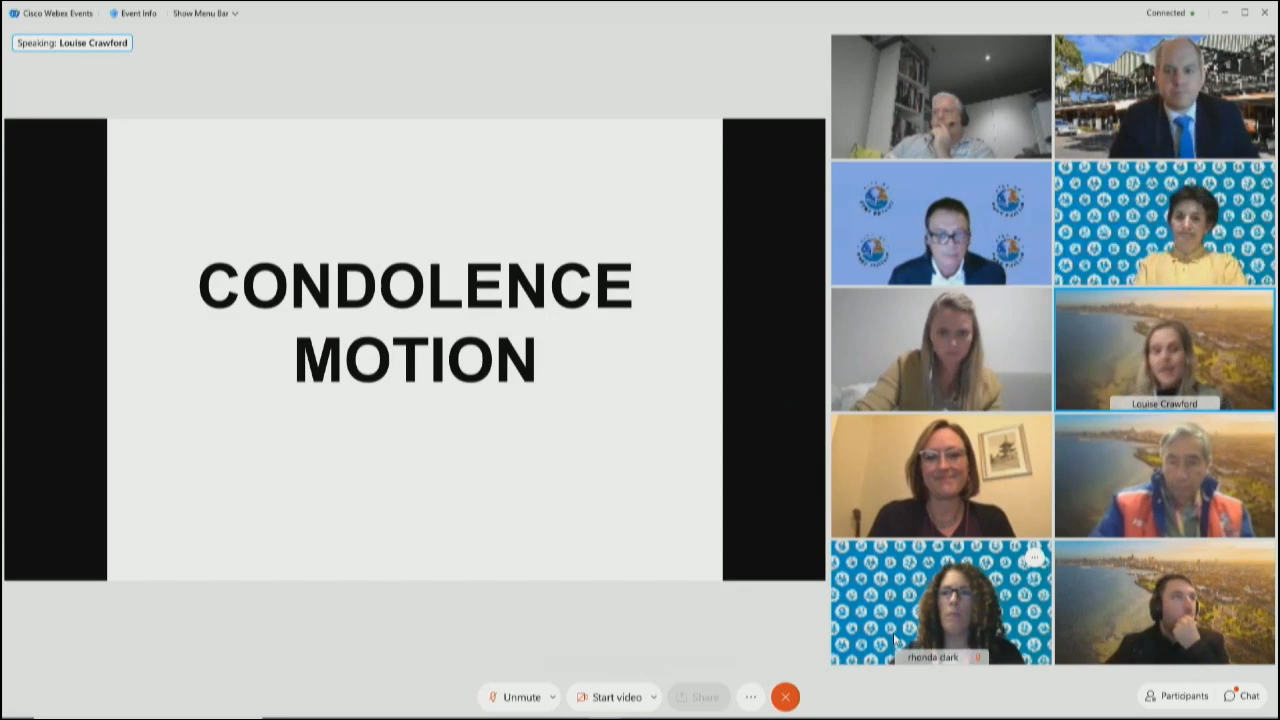 Cisco Webex Events
Event Info
Show Menu Bar
Connected
Speaking: Louise Crawford
CONDOLENCE
MOTION
Louise Crawford
rhonda clark
Unmute
Start video
Share
Participants
Chat